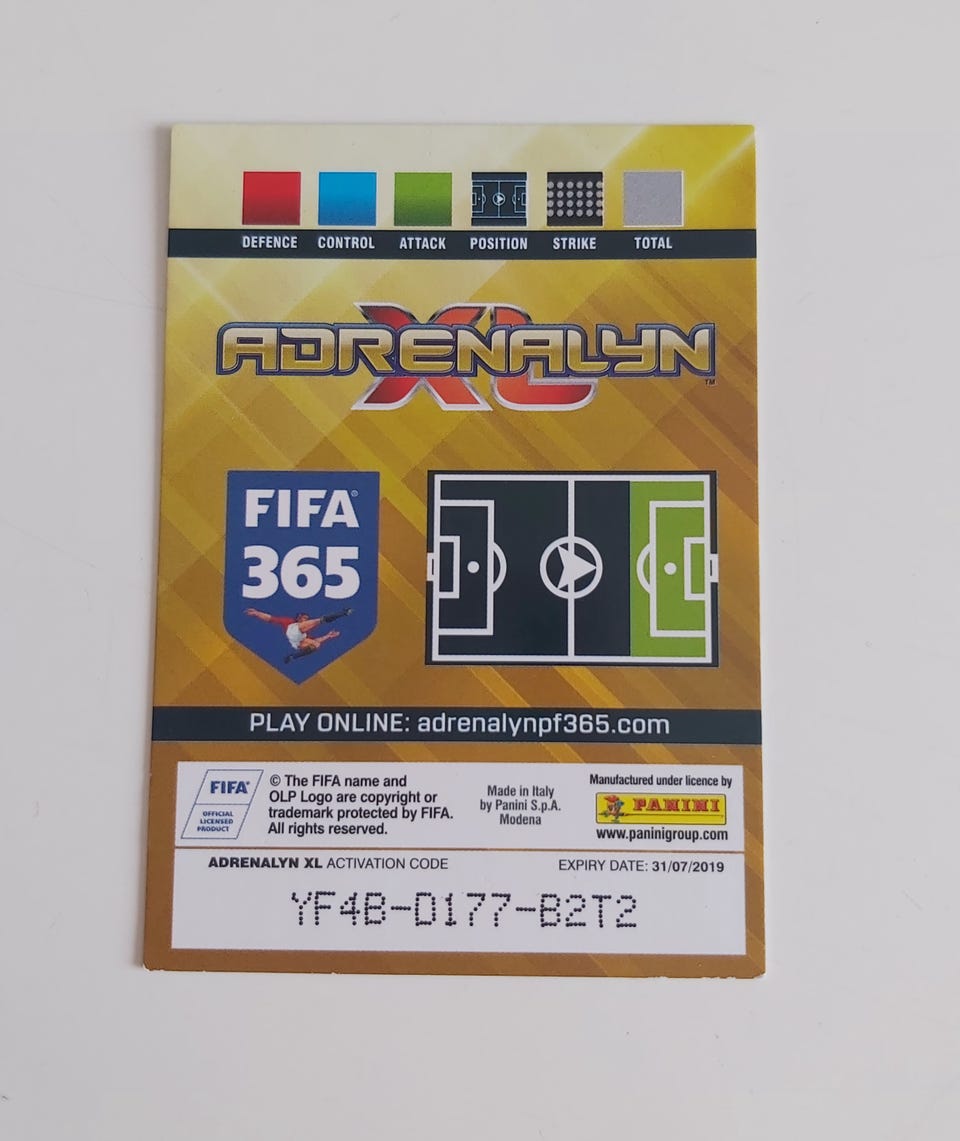 DEFENCE CONTROL ATTACK POSITION STRIKE TOTAL
ADRENALYN XL™
FIFA®
365
PLAY ONLINE: adrenalynpf365.com
FIFA®
OFFICIAL
LICENSED
PRODUCT
© The FIFA name and
OLP Logo are copyright or
trademark protected by FIFA.
All rights reserved.
Made in Italy
by Panini S.p.A.
Modena
Manufactured under licence by
PANINI
www.paninigroup.com
ADRENALYN XL ACTIVATION CODE
EXPIRY DATE: 31/07/2019
YF4B-0177-B2T2